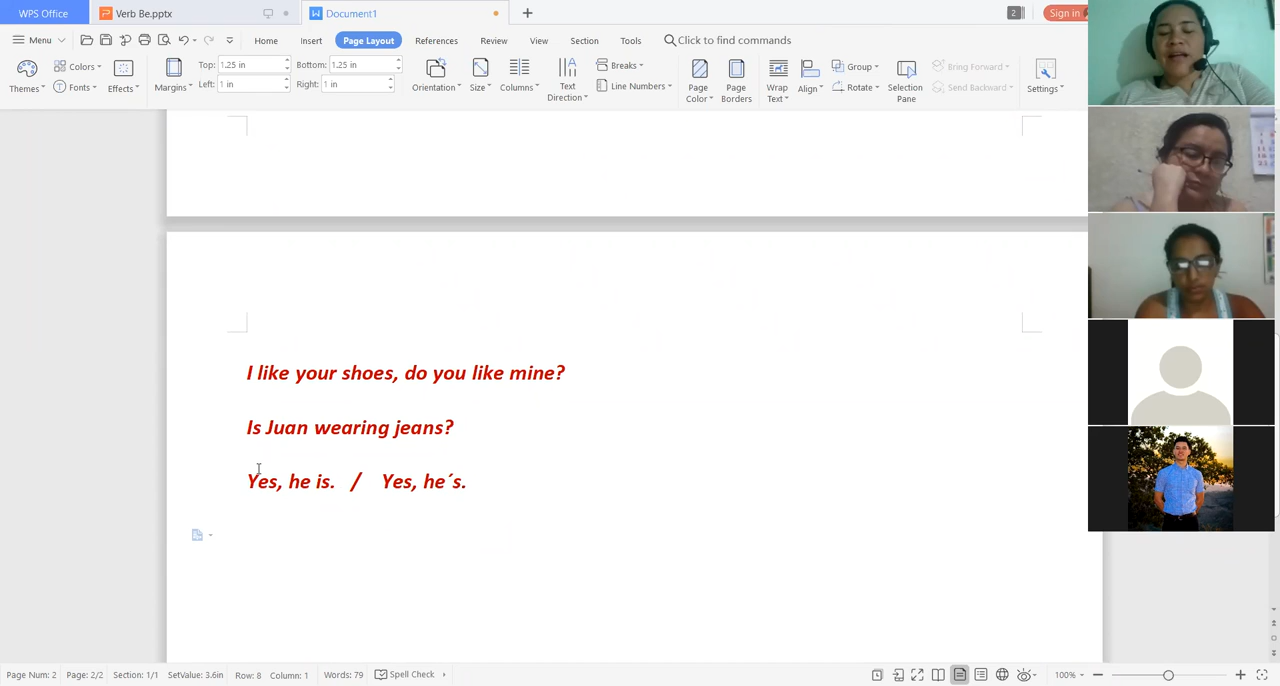 WPS Office
Verb Be.pptx
Document1
2
Sign in
Menu
Home
Insert
Page Layout
References
Review
View
Section
Tools
Click to find commands
Themes
Colors
Fonts
Effects
Margins
Top: 1.25 in
Bottom: 1.25 in
Left: 1 in
Right: 1 in
Orientation
Size
Columns
Text Direction
Breaks
Line Numbers
Page Color
Page Borders
Wrap Text
Align
Group
Rotate
Selection Pane
Bring Forward
Send Backward
Settings
I like your shoes, do you like mine?
Is Juan wearing jeans?
Yes, he is. / Yes, he´s.
Page Num: 2 Page: 2/2 Section: 1/1 SetValue: 3.6in Row: 8 Column: 1 Words: 79 Spell Check 100%